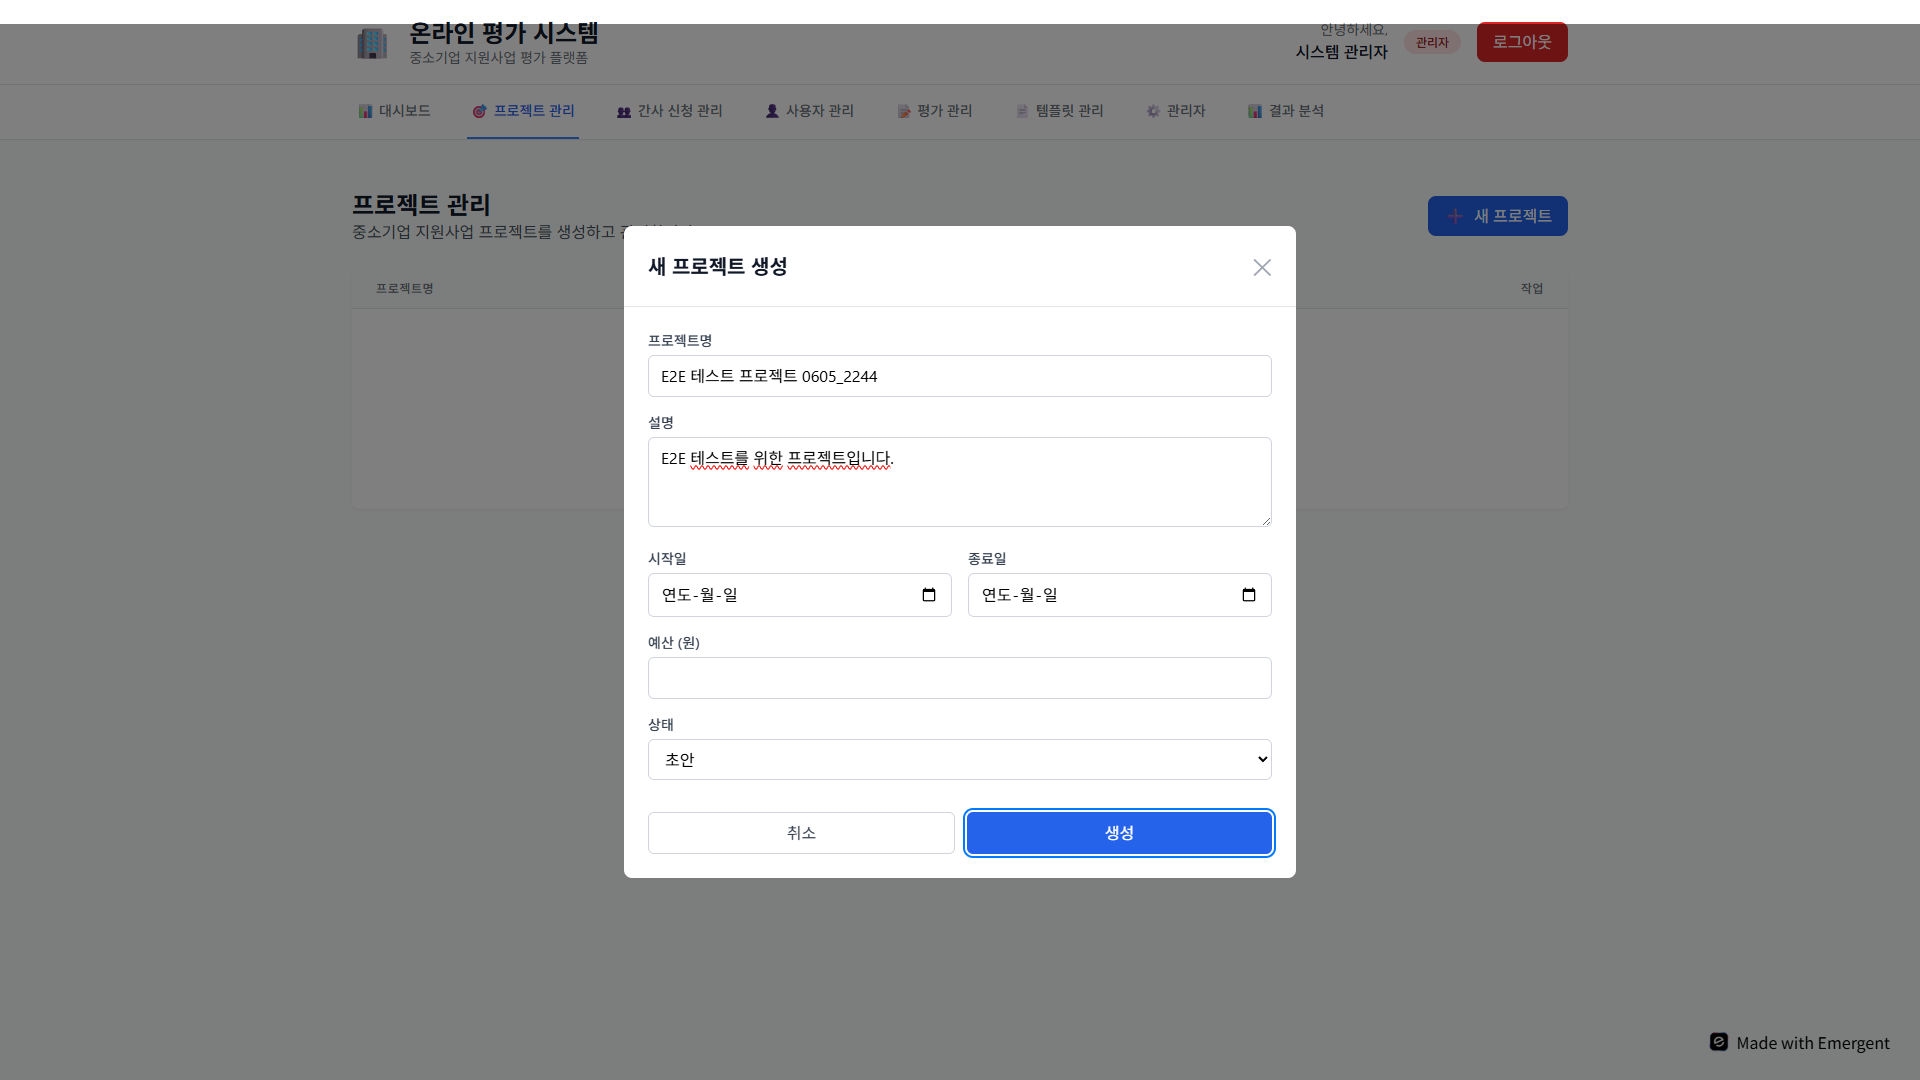 온라인 평가 시스템
중소기업 지원사업 평가 플랫폼
안녕하세요,
시스템 관리자
관리자
로그아웃
대시보드
프로젝트 관리
간사 신청 관리
사용자 관리
평가 관리
템플릿 관리
관리자
결과 분석
프로젝트 관리
중소기업 지원사업 프로젝트를 생성하고
새 프로젝트
프로젝트명
작업
새 프로젝트 생성
프로젝트명
E2E 테스트 프로젝트 0605_2244
설명
E2E 테스트를 위한 프로젝트입니다.
시작일
종료일
연도-월-일
연도-월-일
예산 (원)
상태
초안
취소
생성
Made with Emergent